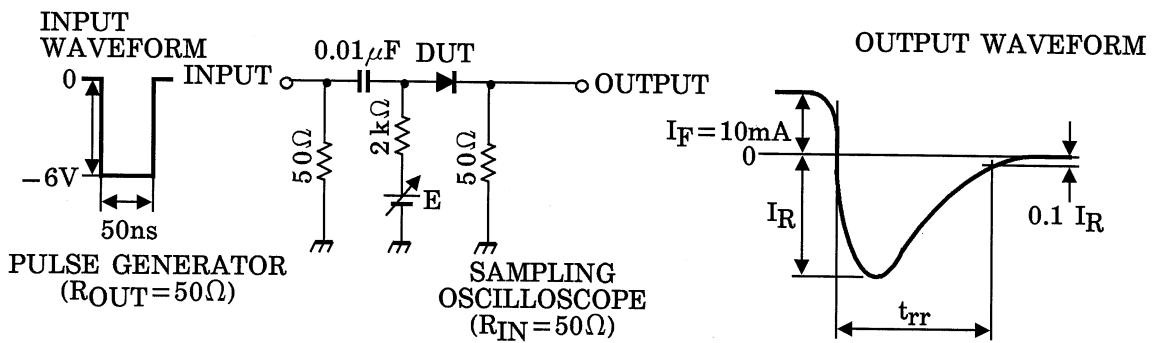 INPUT
WAVEFORM
0
−6V
50ns
PULSE GENERATOR
(ROUT=50Ω)
INPUT
0.01μF
DUT
OUTPUT
50Ω
2kΩ
E
50Ω
SAMPLING
OSCILLOSCOPE
(RIN=50Ω)
OUTPUT WAVEFORM
IF=10mA
0
IR
0.1 IR
trr